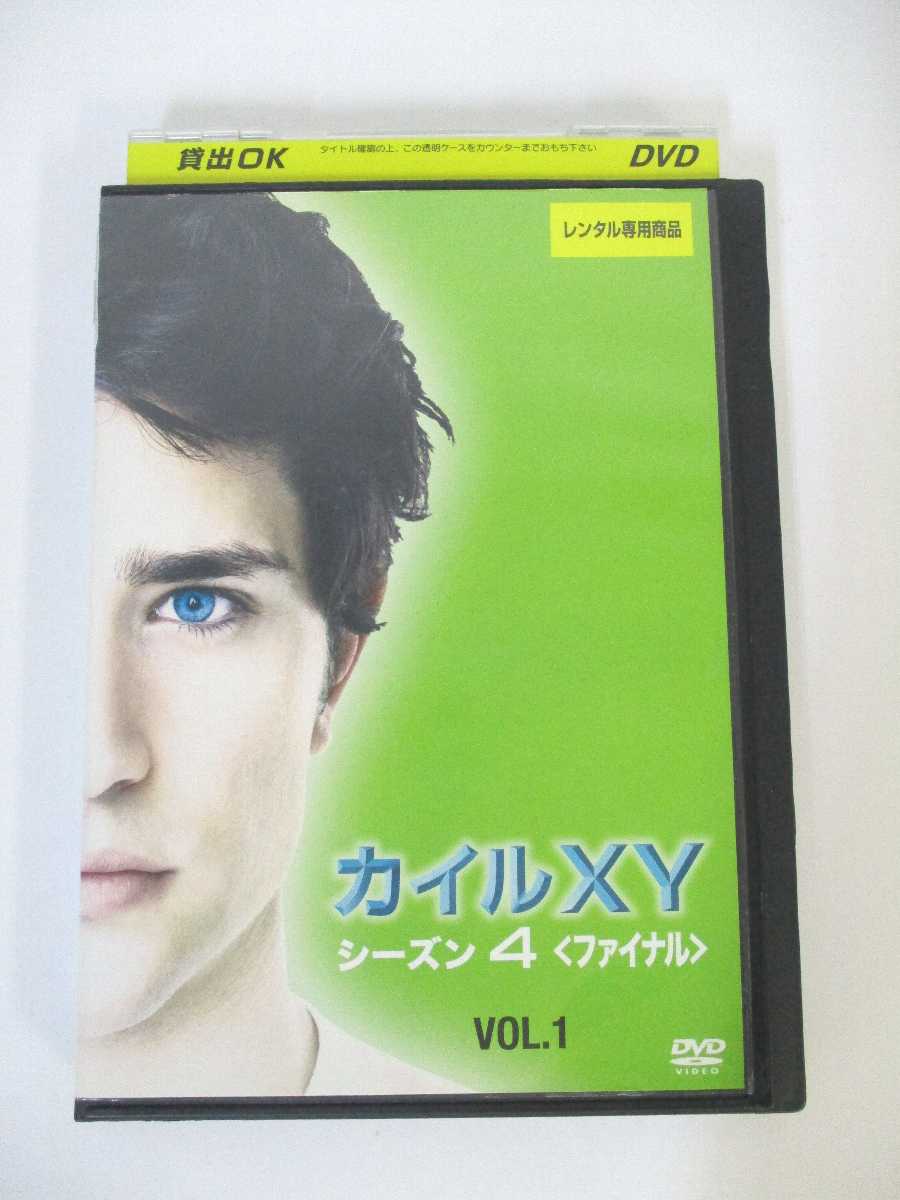 貸出OK
タイトル確認の上、この透明ケースをカウンターまでおもち下さい
DVD
レンタル専用商品
カイルXY
シーズン 4 〈ファイナル〉
VOL.1
DVD
VIDEO